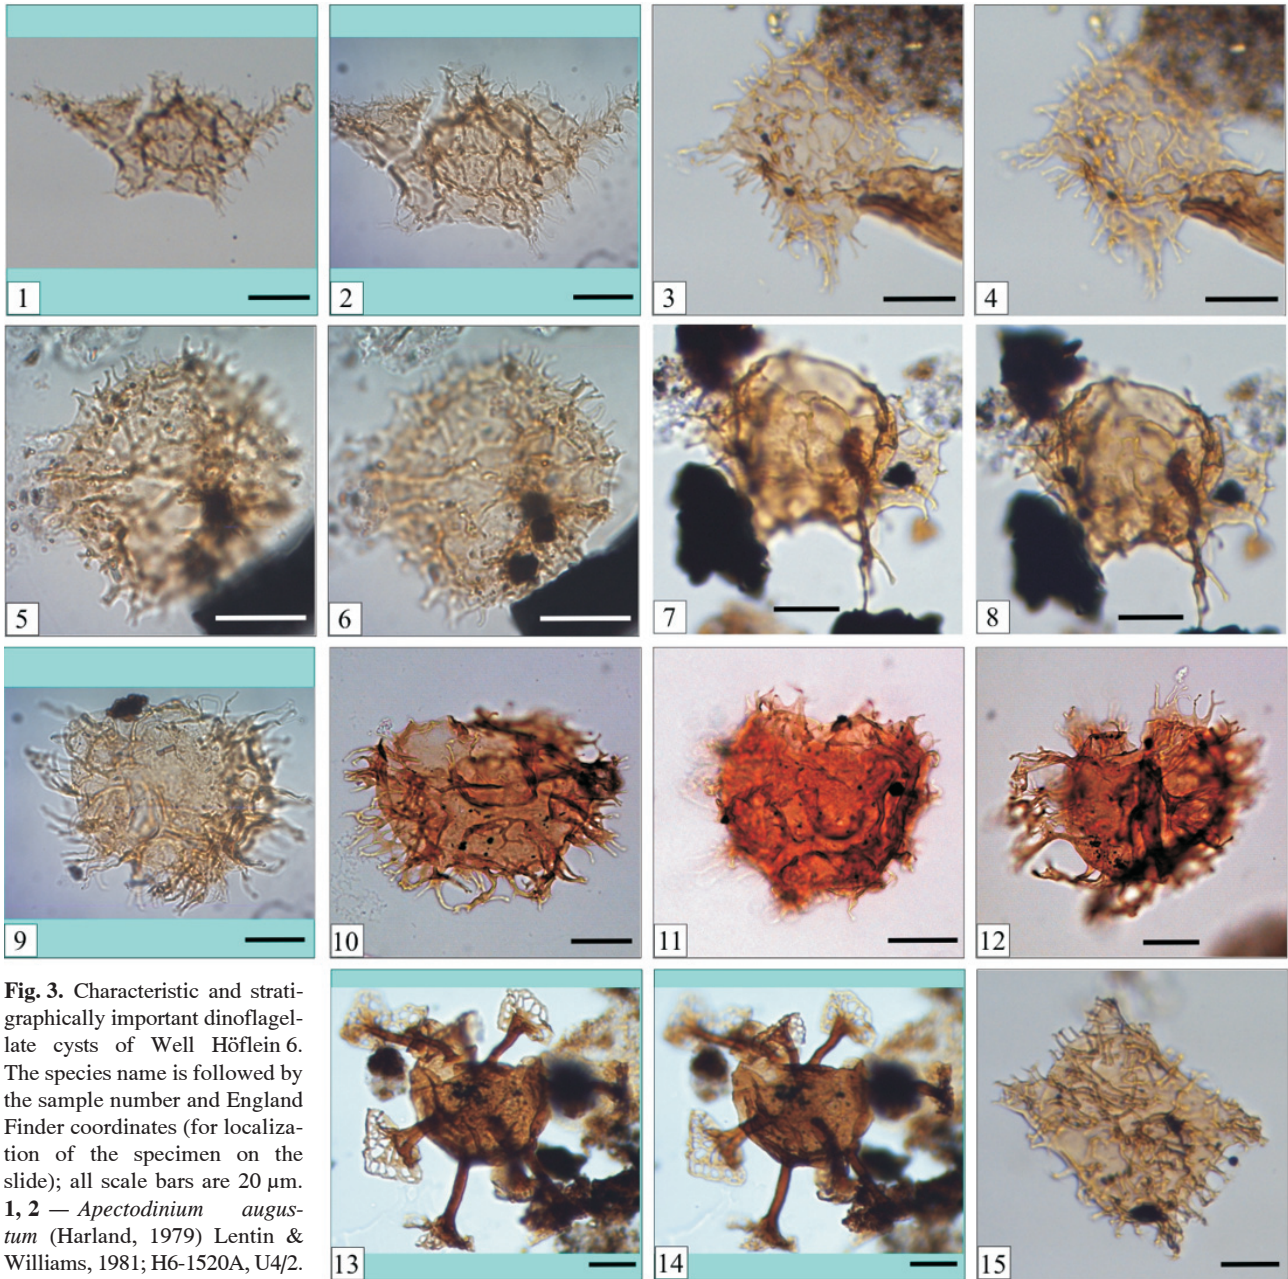 1
2
3
4
5
6
7
8
9
10
11
12
Fig. 3. Characteristic and strati-
graphically important dinoflagel-
late cysts of Well Höflein 6.
The species name is followed by
the sample number and England
Finder coordinates (for localiza-
tion of the specimen on the
slide); all scale bars are 20 µm.
1, 2 — Apectodinium augus-
tum (Harland, 1979) Lentin &
Williams, 1981; H6-1520A, U4/2.
13
14
15